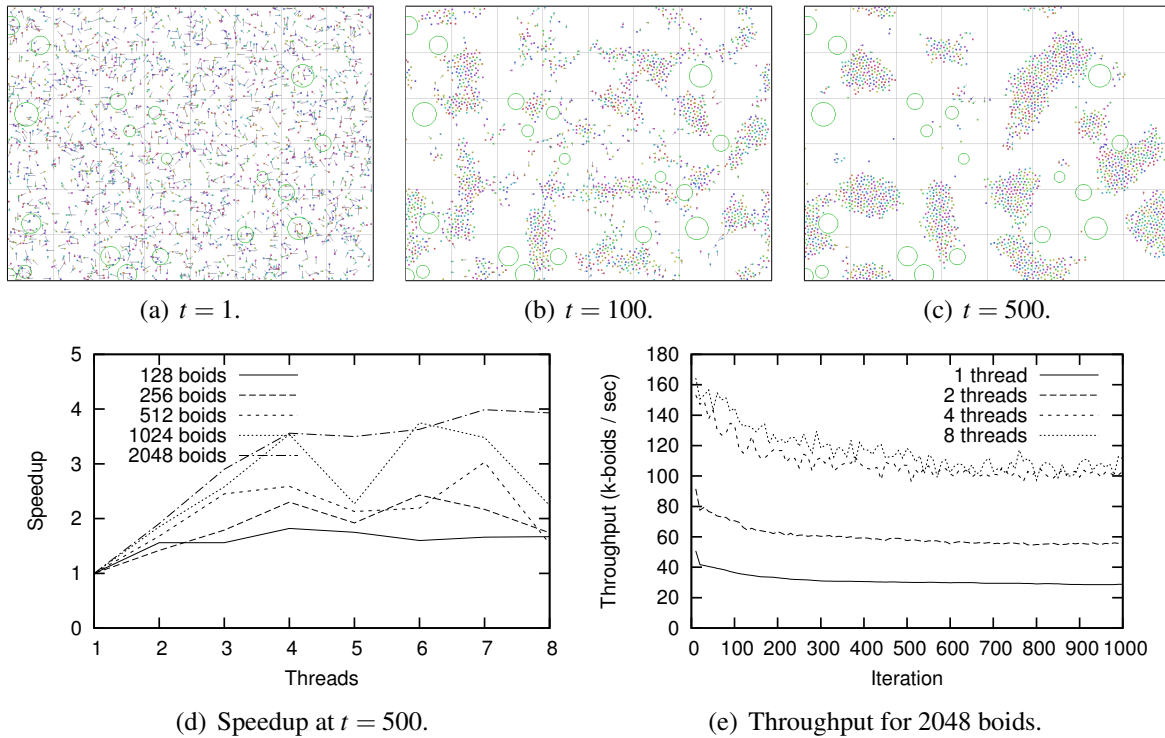 (a) t = 1.
(b) t = 100.
(c) t = 500.
5
4
3
2
1
0
Speedup
128 boids
256 boids
512 boids
1024 boids
2048 boids
1 2 3 4 5 6 7 8
Threads
(d) Speedup at t = 500.
180
160
140
120
100
80
60
40
20
0
Throughput (k-boids / sec)
1 thread
2 threads
4 threads
8 threads
0 100 200 300 400 500 600 700 800 900 1000
Iteration
(e) Throughput for 2048 boids.